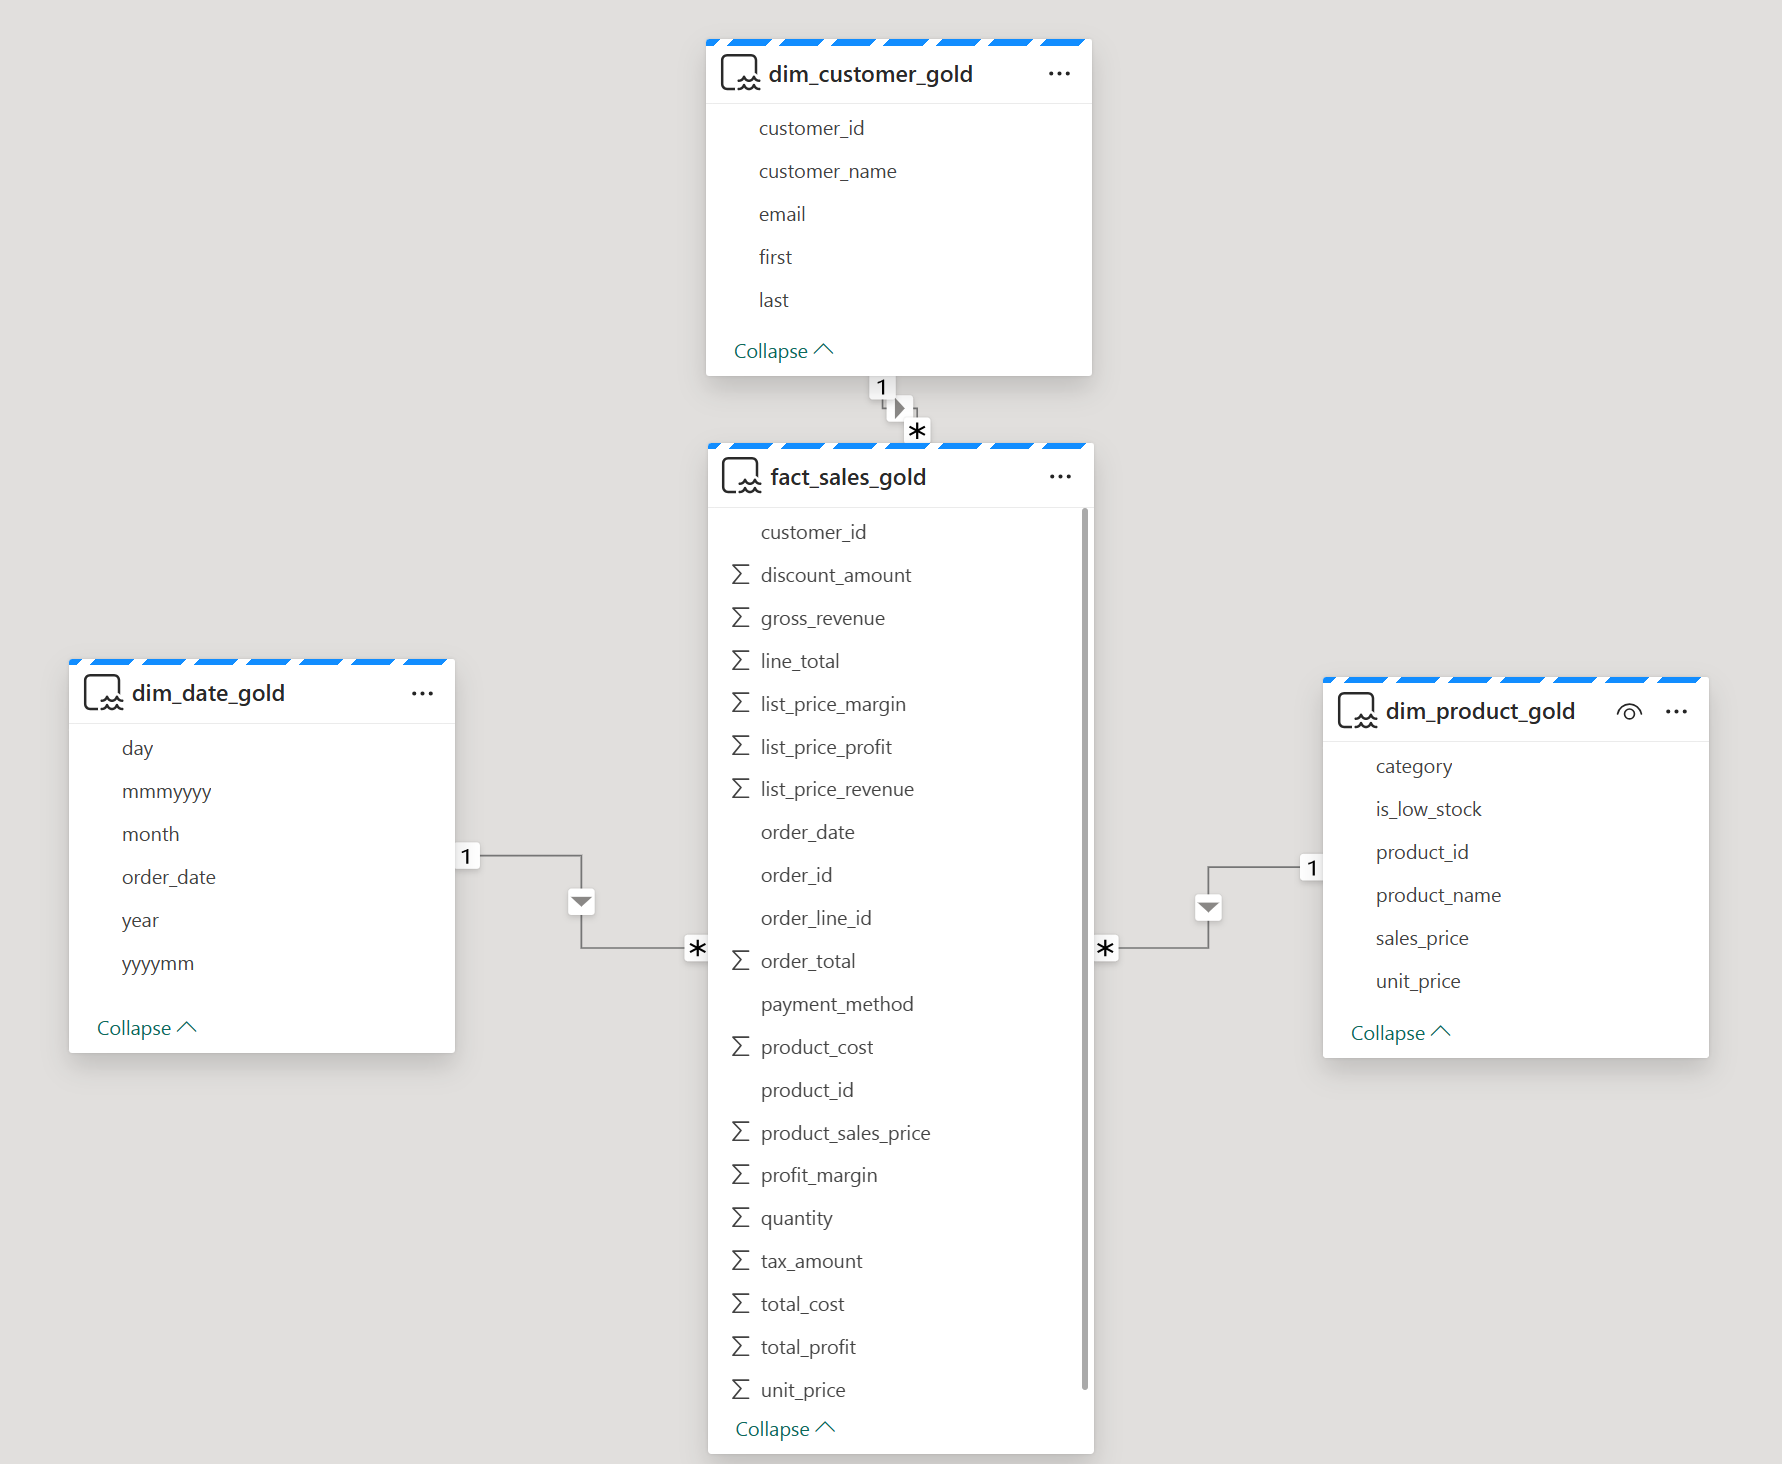 dim_customer_gold
customer_id
customer_name
email
first
last
Collapse
1
*
fact_sales_gold
customer_id
discount_amount
gross_revenue
line_total
list_price_margin
list_price_profit
list_price_revenue
order_date
order_id
order_line_id
order_total
payment_method
product_cost
product_id
product_sales_price
profit_margin
quantity
tax_amount
total_cost
total_profit
unit_price
Collapse
dim_date_gold
day
mmmyyyy
month
order_date
year
yyyymm
Collapse
1
*
dim_product_gold
category
is_low_stock
product_id
product_name
sales_price
unit_price
Collapse
1
*